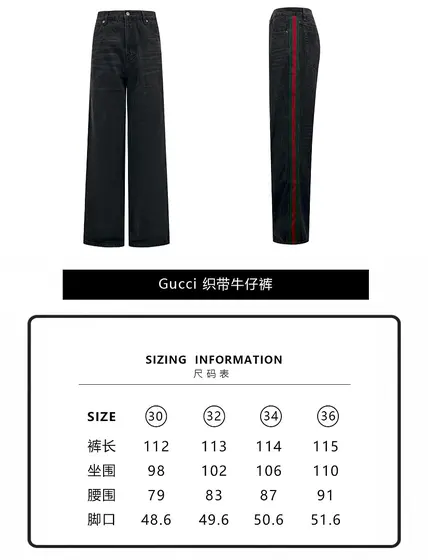 Gucci 织带牛仔裤
SIZING INFORMATION
尺码表
SIZE 30 32 34 36
裤长 112 113 114 115
坐围 98 102 106 110
腰围 79 83 87 91
脚口 48.6 49.6 50.6 51.6